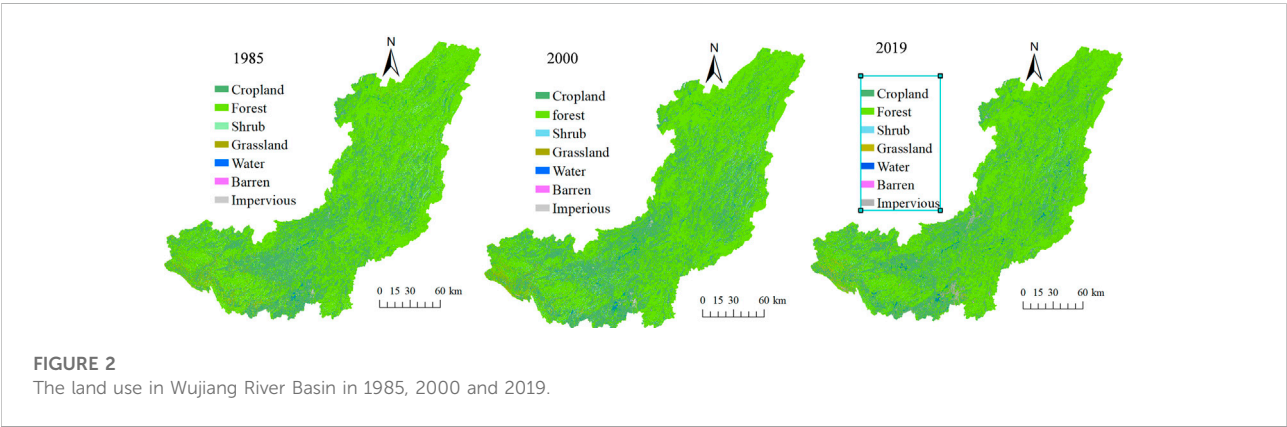 1985
N
Cropland
Forest
Shrub
Grassland
Water
Barren
Impervious
0 15 30 60 km
2000
N
Cropland
forest
Shrub
Grassland
Water
Barren
Imperious
0 15 30 60 km
2019
N
Cropland
Forest
Shrub
Grassland
Water
Barren
Impervious
0 15 30 60 km
FIGURE 2
The land use in Wujiang River Basin in 1985, 2000 and 2019.